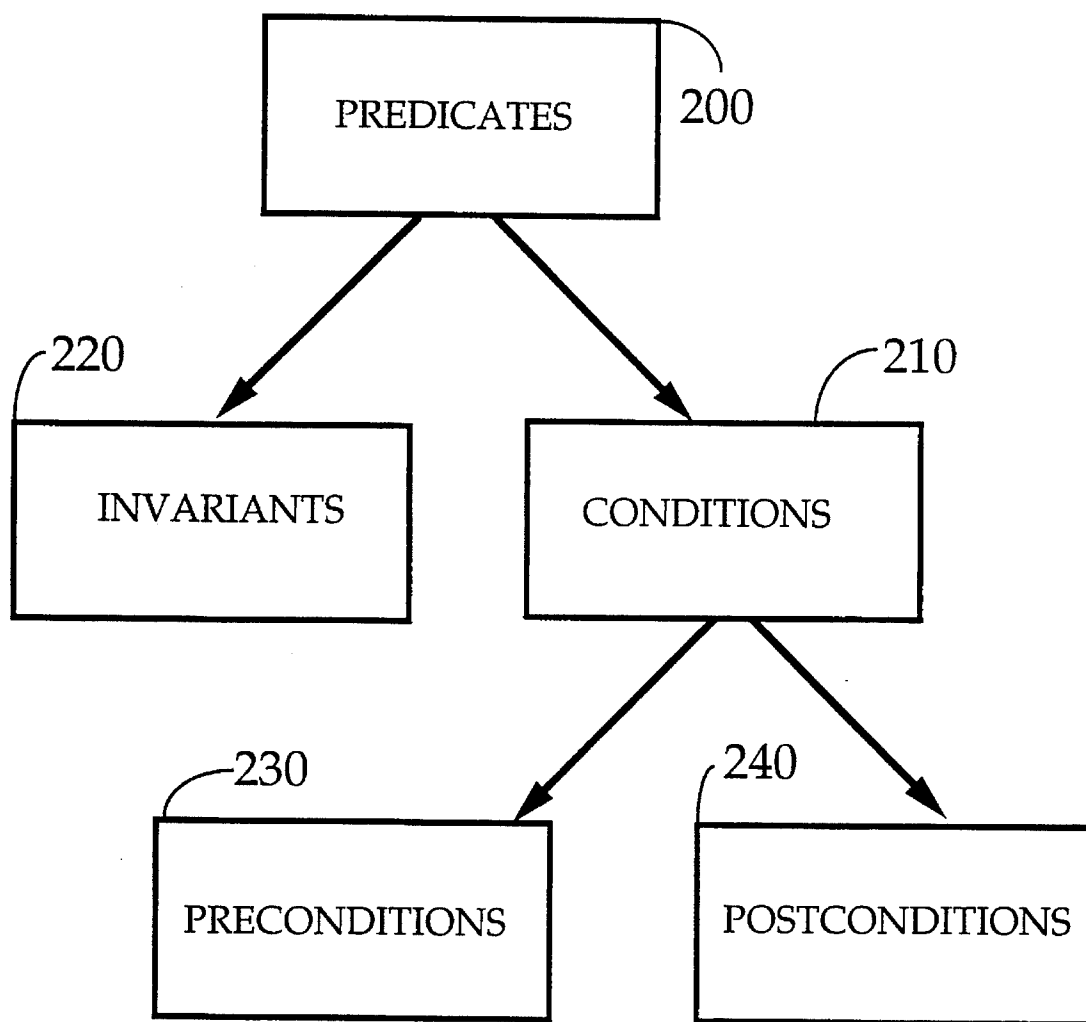 PREDICATES
200
220
210
INVARIANTS
CONDITIONS
230
240
PRECONDITIONS
POSTCONDITIONS